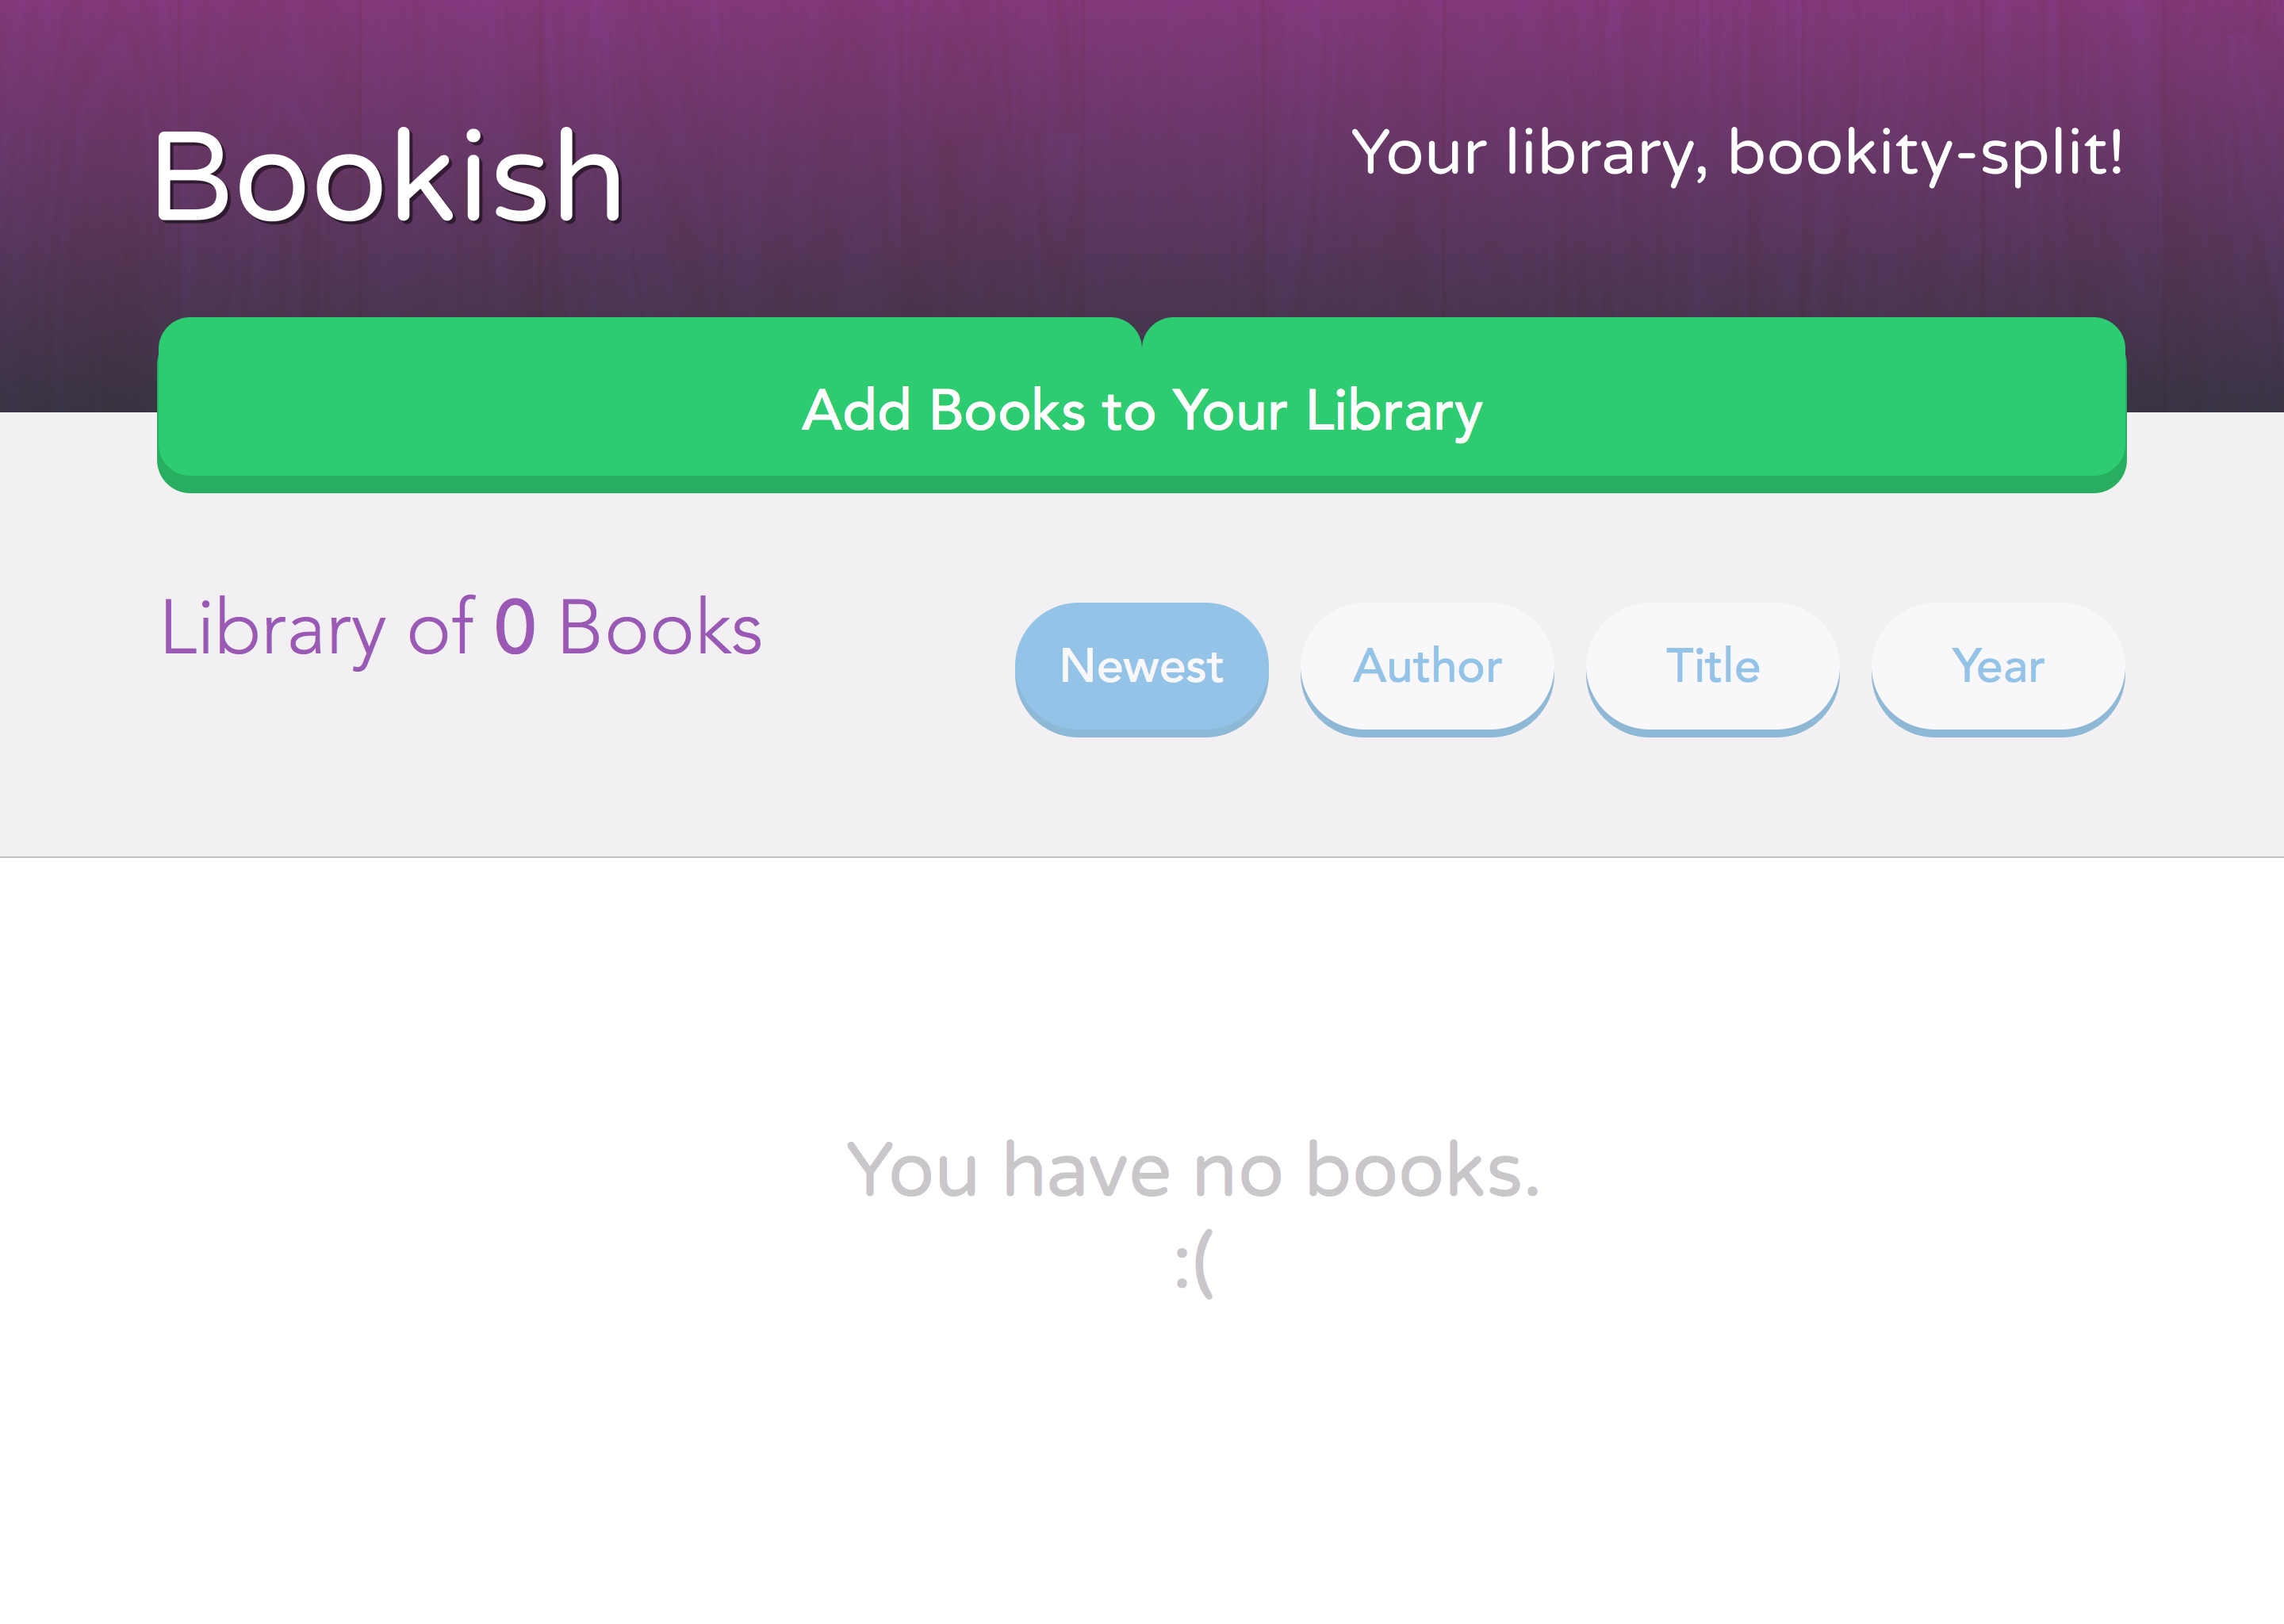 Bookish
Your library, bookity-split!
Add Books to Your Library
Library of 0 Books
Newest
Author
Title
Year
You have no books.
:(